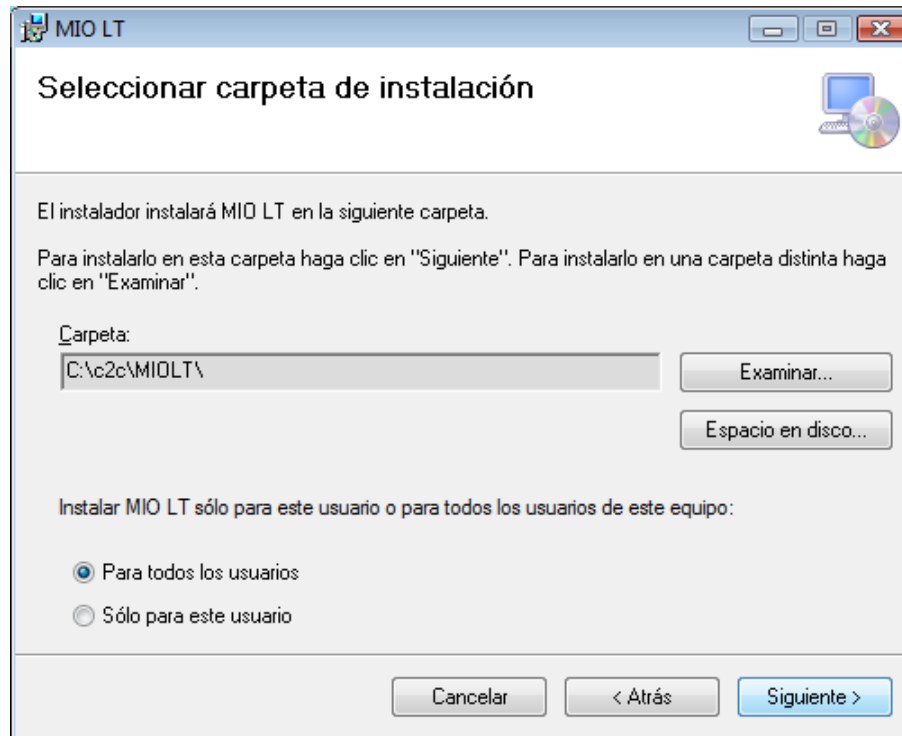 MIO LT
Seleccionar carpeta de instalación
El instalador instalará MIO LT en la siguiente carpeta.
Para instalarlo en esta carpeta haga clic en "Siguiente". Para instalarlo en una carpeta distinta haga
clic en "Examinar".
Carpeta:
C:\c2c\MIOLT\
Examinar...
Espacio en disco...
Instalar MIO LT sólo para este usuario o para todos los usuarios de este equipo:
Para todos los usuarios
Sólo para este usuario
Cancelar
< Atrás
Siguiente >